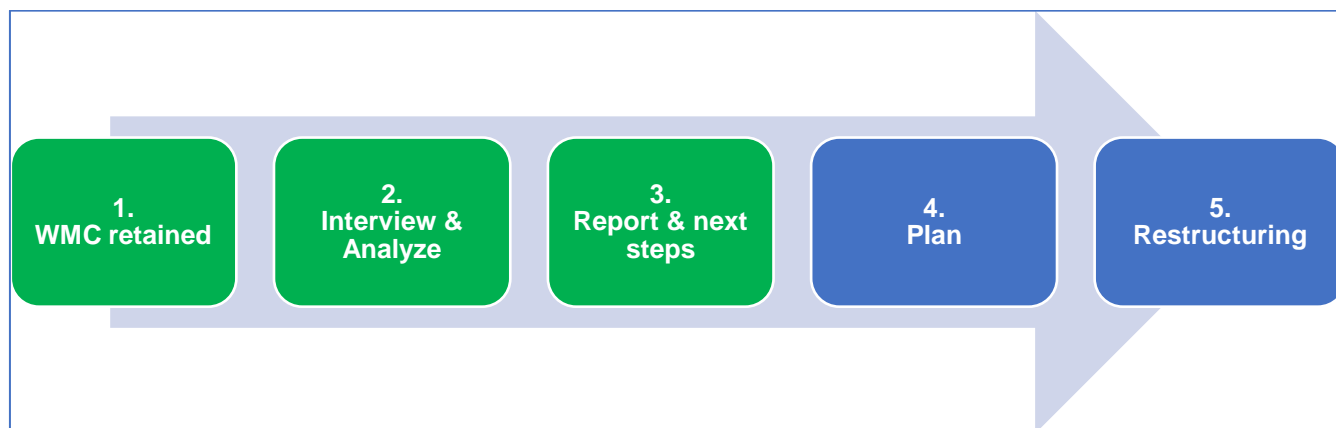 1.
WMC retained
2.
Interview &
Analyze
3.
Report & next
steps
4.
Plan
5.
Restructuring